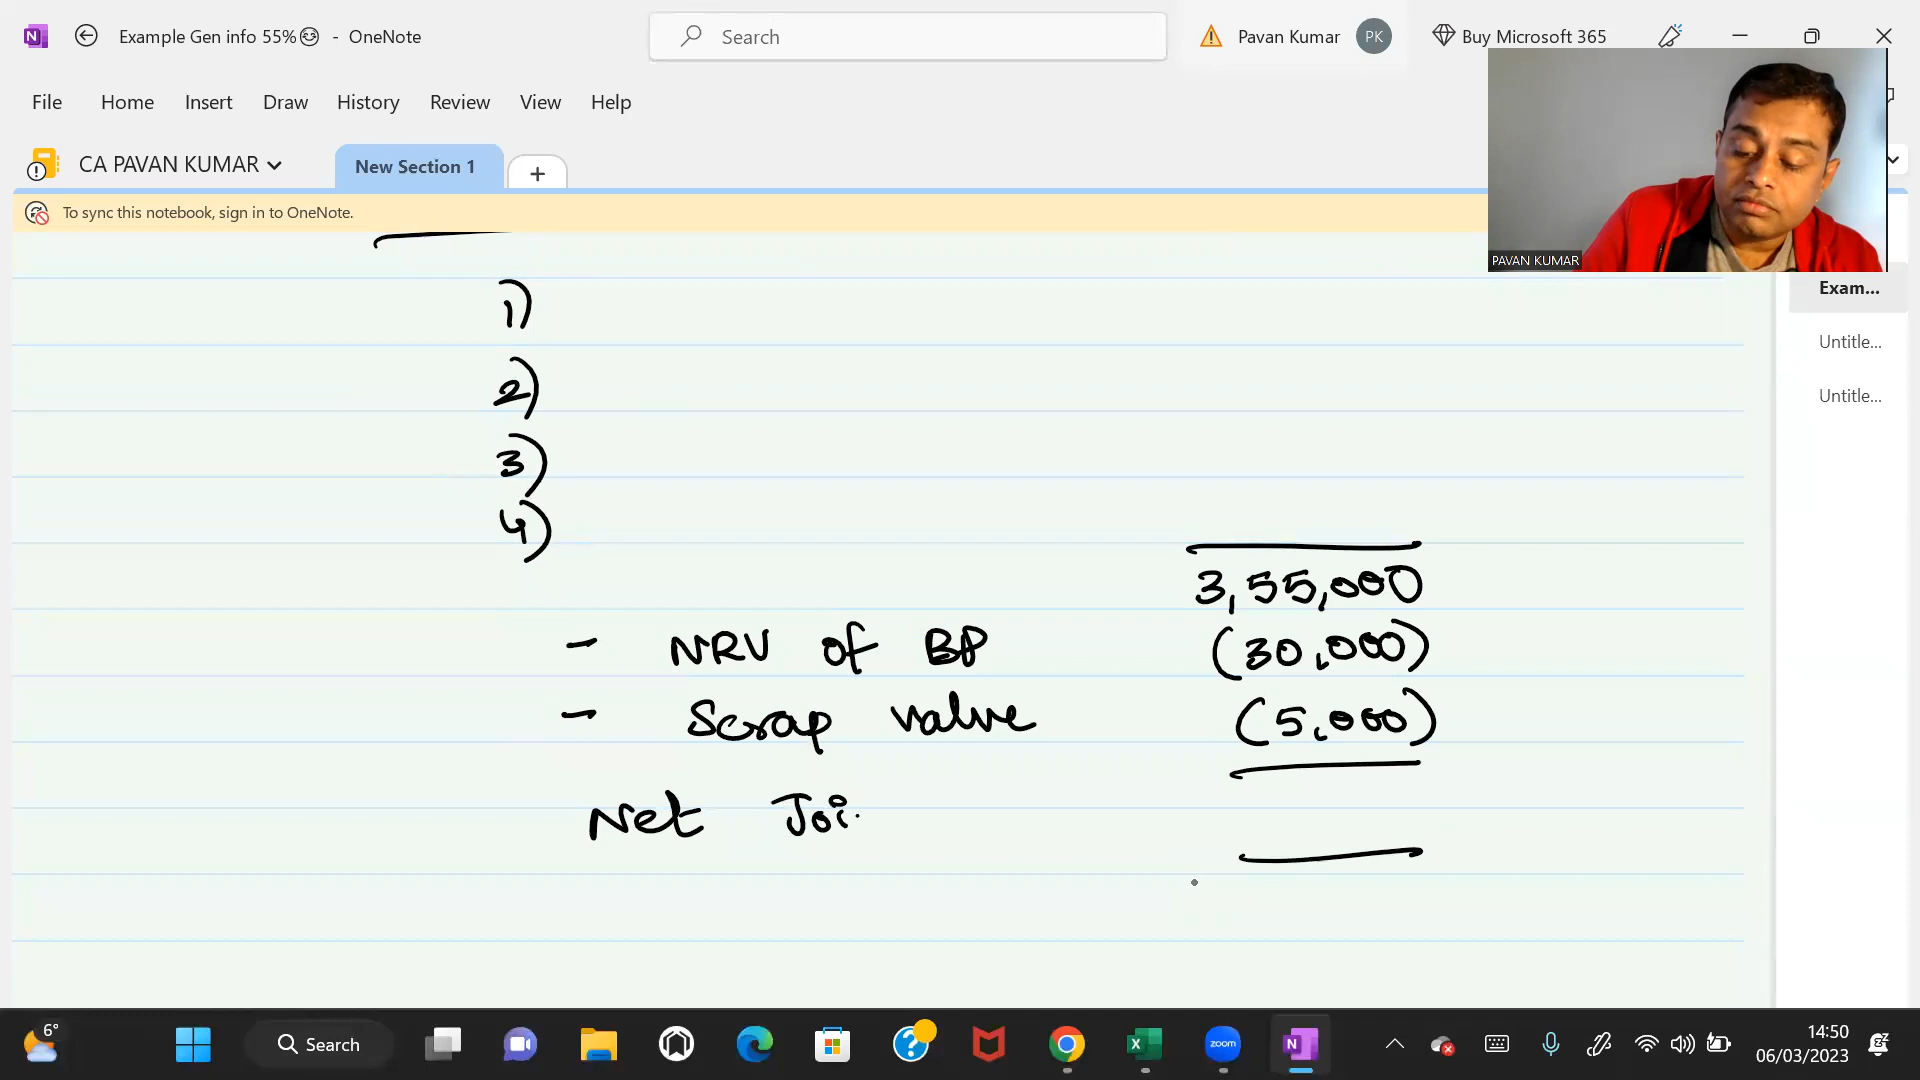 Example Gen info 55%😊 - OneNote
Search
Pavan Kumar
PK
Buy Microsoft 365
File Home Insert Draw History Review View Help
CA PAVAN KUMAR
New Section 1
+
To sync this notebook, sign in to OneNote.
PAVAN KUMAR
Exam...
Untitle...
Untitle...
1)
2)
3)
4)
3,55,000
- NRV of BP (30,000)
- Scrap value (5,000)
Net Joi
6°
Search
zoom
14:50
06/03/2023